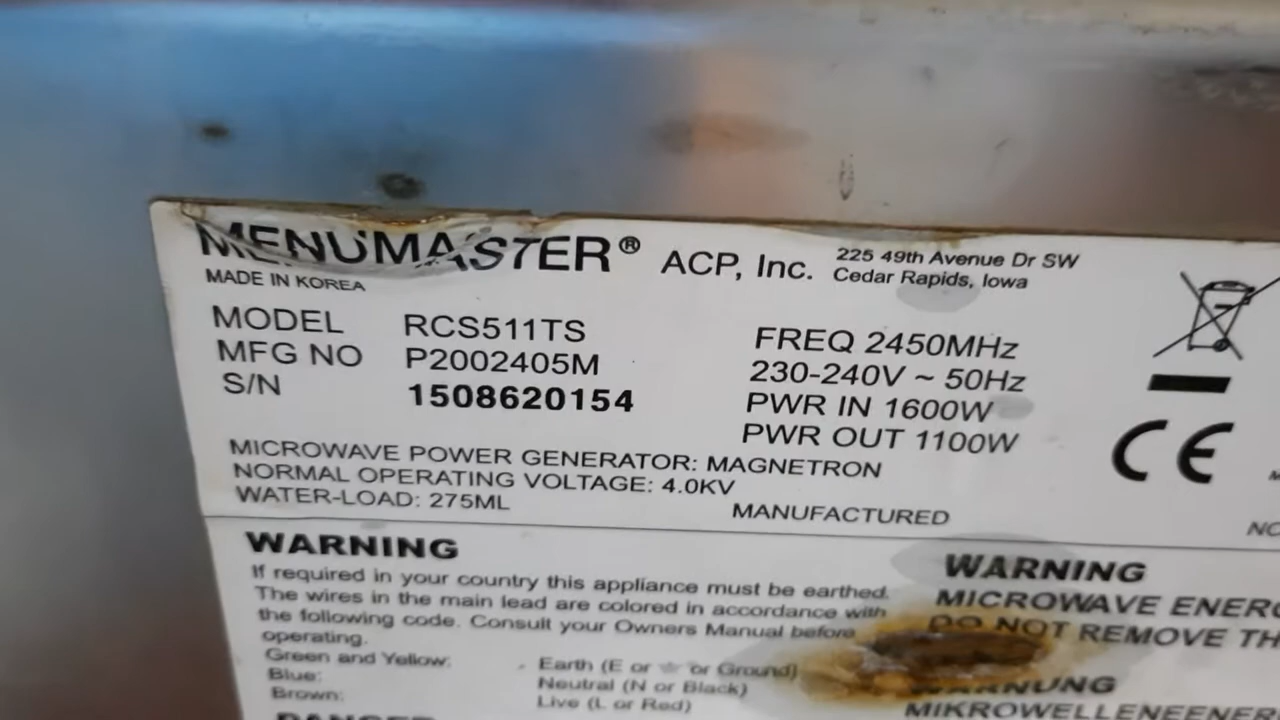 MENUMASTER® ACP, Inc. 225 49th Avenue Dr SW
Cedar Rapids, Iowa
MADE IN KOREA
MODEL RCS511TS
MFG NO P2002405M
S/N 1508620154
FREQ 2450MHz
230-240V ~ 50Hz
PWR IN 1600W
PWR OUT 1100W
CE
MICROWAVE POWER GENERATOR: MAGNETRON
NORMAL OPERATING VOLTAGE: 4.0KV
WATER-LOAD: 275ML
MANUFACTURED
WARNING
If required in your country this appliance must be earthed.
The wires in the main lead are colored in accordance with
the following code. Consult your Owners Manual before
operating.
Green and Yellow: Earth (E or ⏚ or Ground)
Blue: Neutral (N or Black)
Brown: Live (L or Red)
DANGER
WARNING
MICROWAVE ENERG
DO NOT REMOVE TH
WARNUNG
MIKROWELLENENER